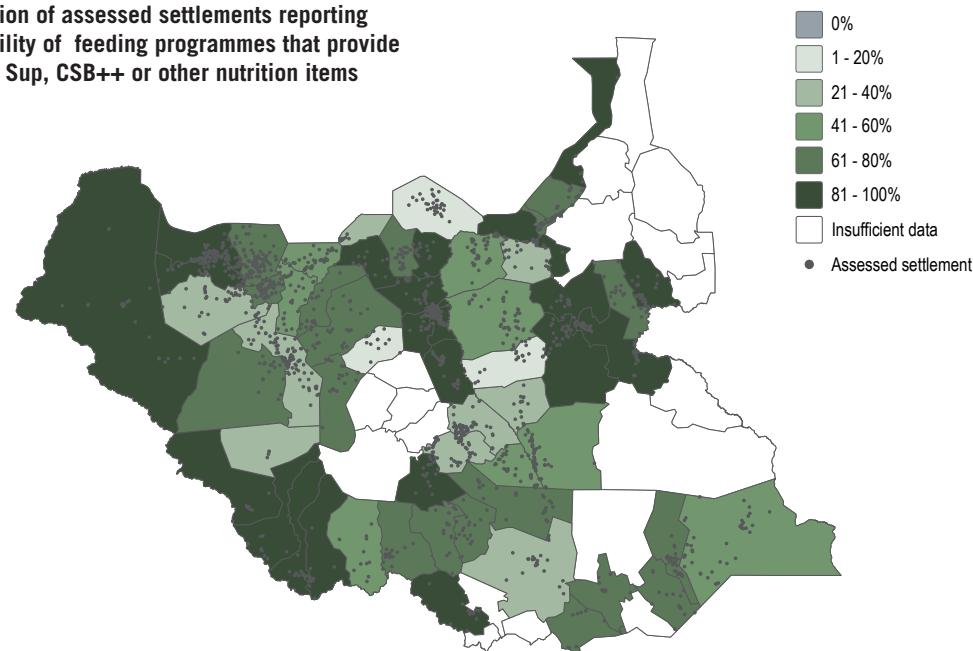 ion of assessed settlements reporting
ility of feeding programmes that provide
Sup, CSB++ or other nutrition items
0%
1 - 20%
21 - 40%
41 - 60%
61 - 80%
81 - 100%
Insufficient data
Assessed settlement